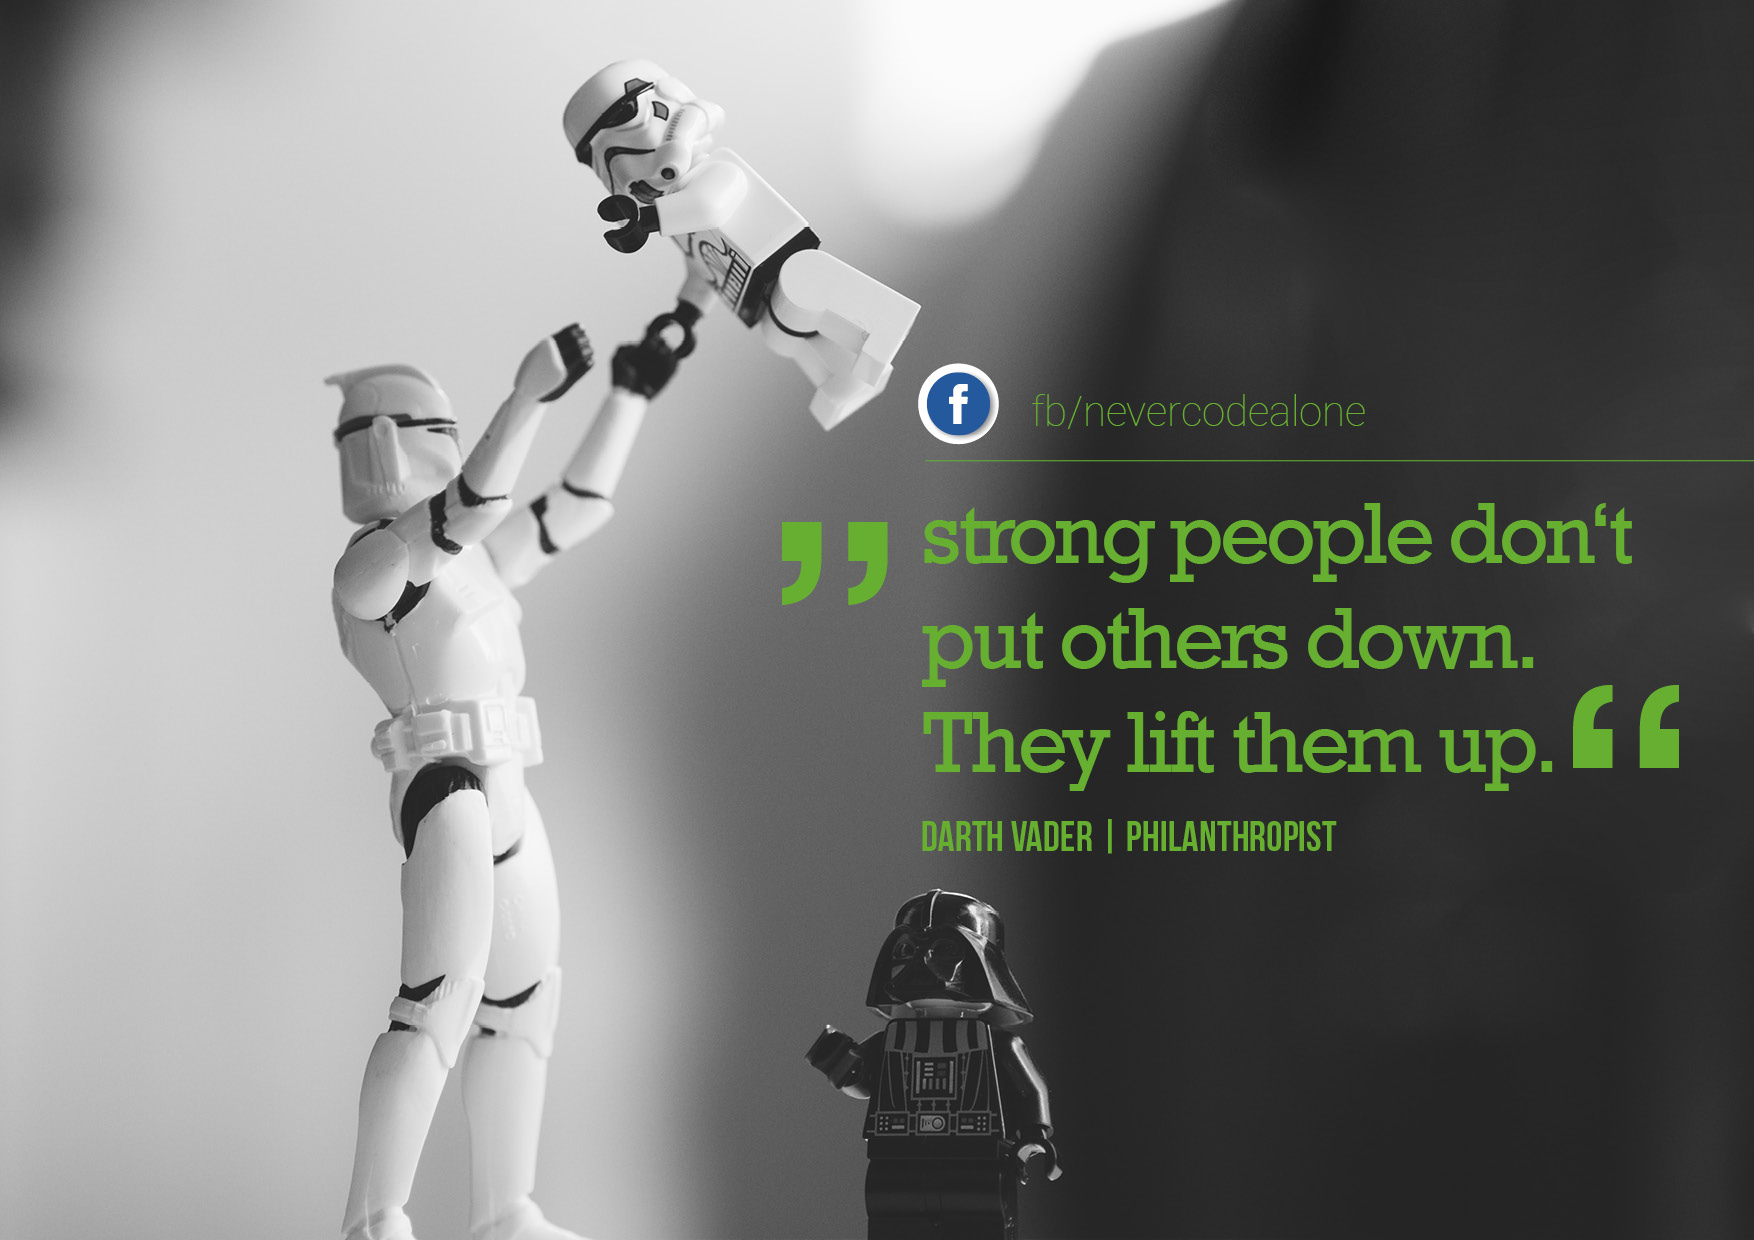 fb/nevercodealone
„strong people don‘t
put others down.
They lift them up.“
DARTH VADER | PHILANTHROPIST